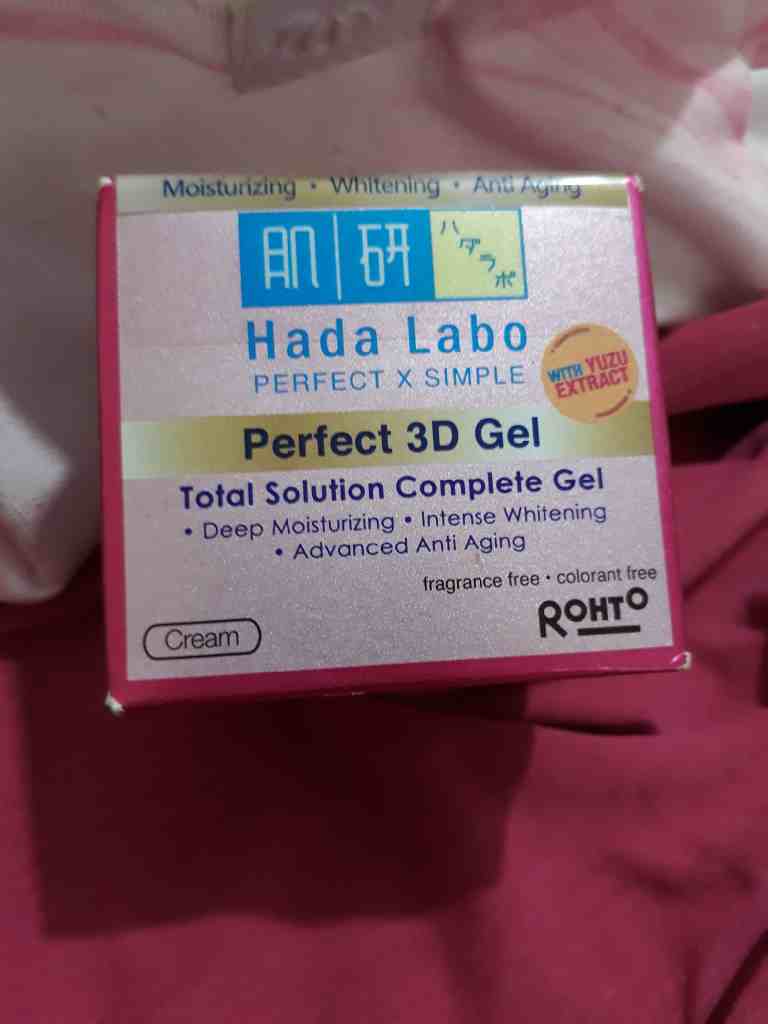 Moisturizing • Whitening • Anti Aging
肌 研 ハダラボ
Hada Labo
PERFECT X SIMPLE
WITH YUZU
EXTRACT
Perfect 3D Gel
Total Solution Complete Gel
• Deep Moisturizing • Intense Whitening
• Advanced Anti Aging
fragrance free • colorant free
ROHTO
Cream